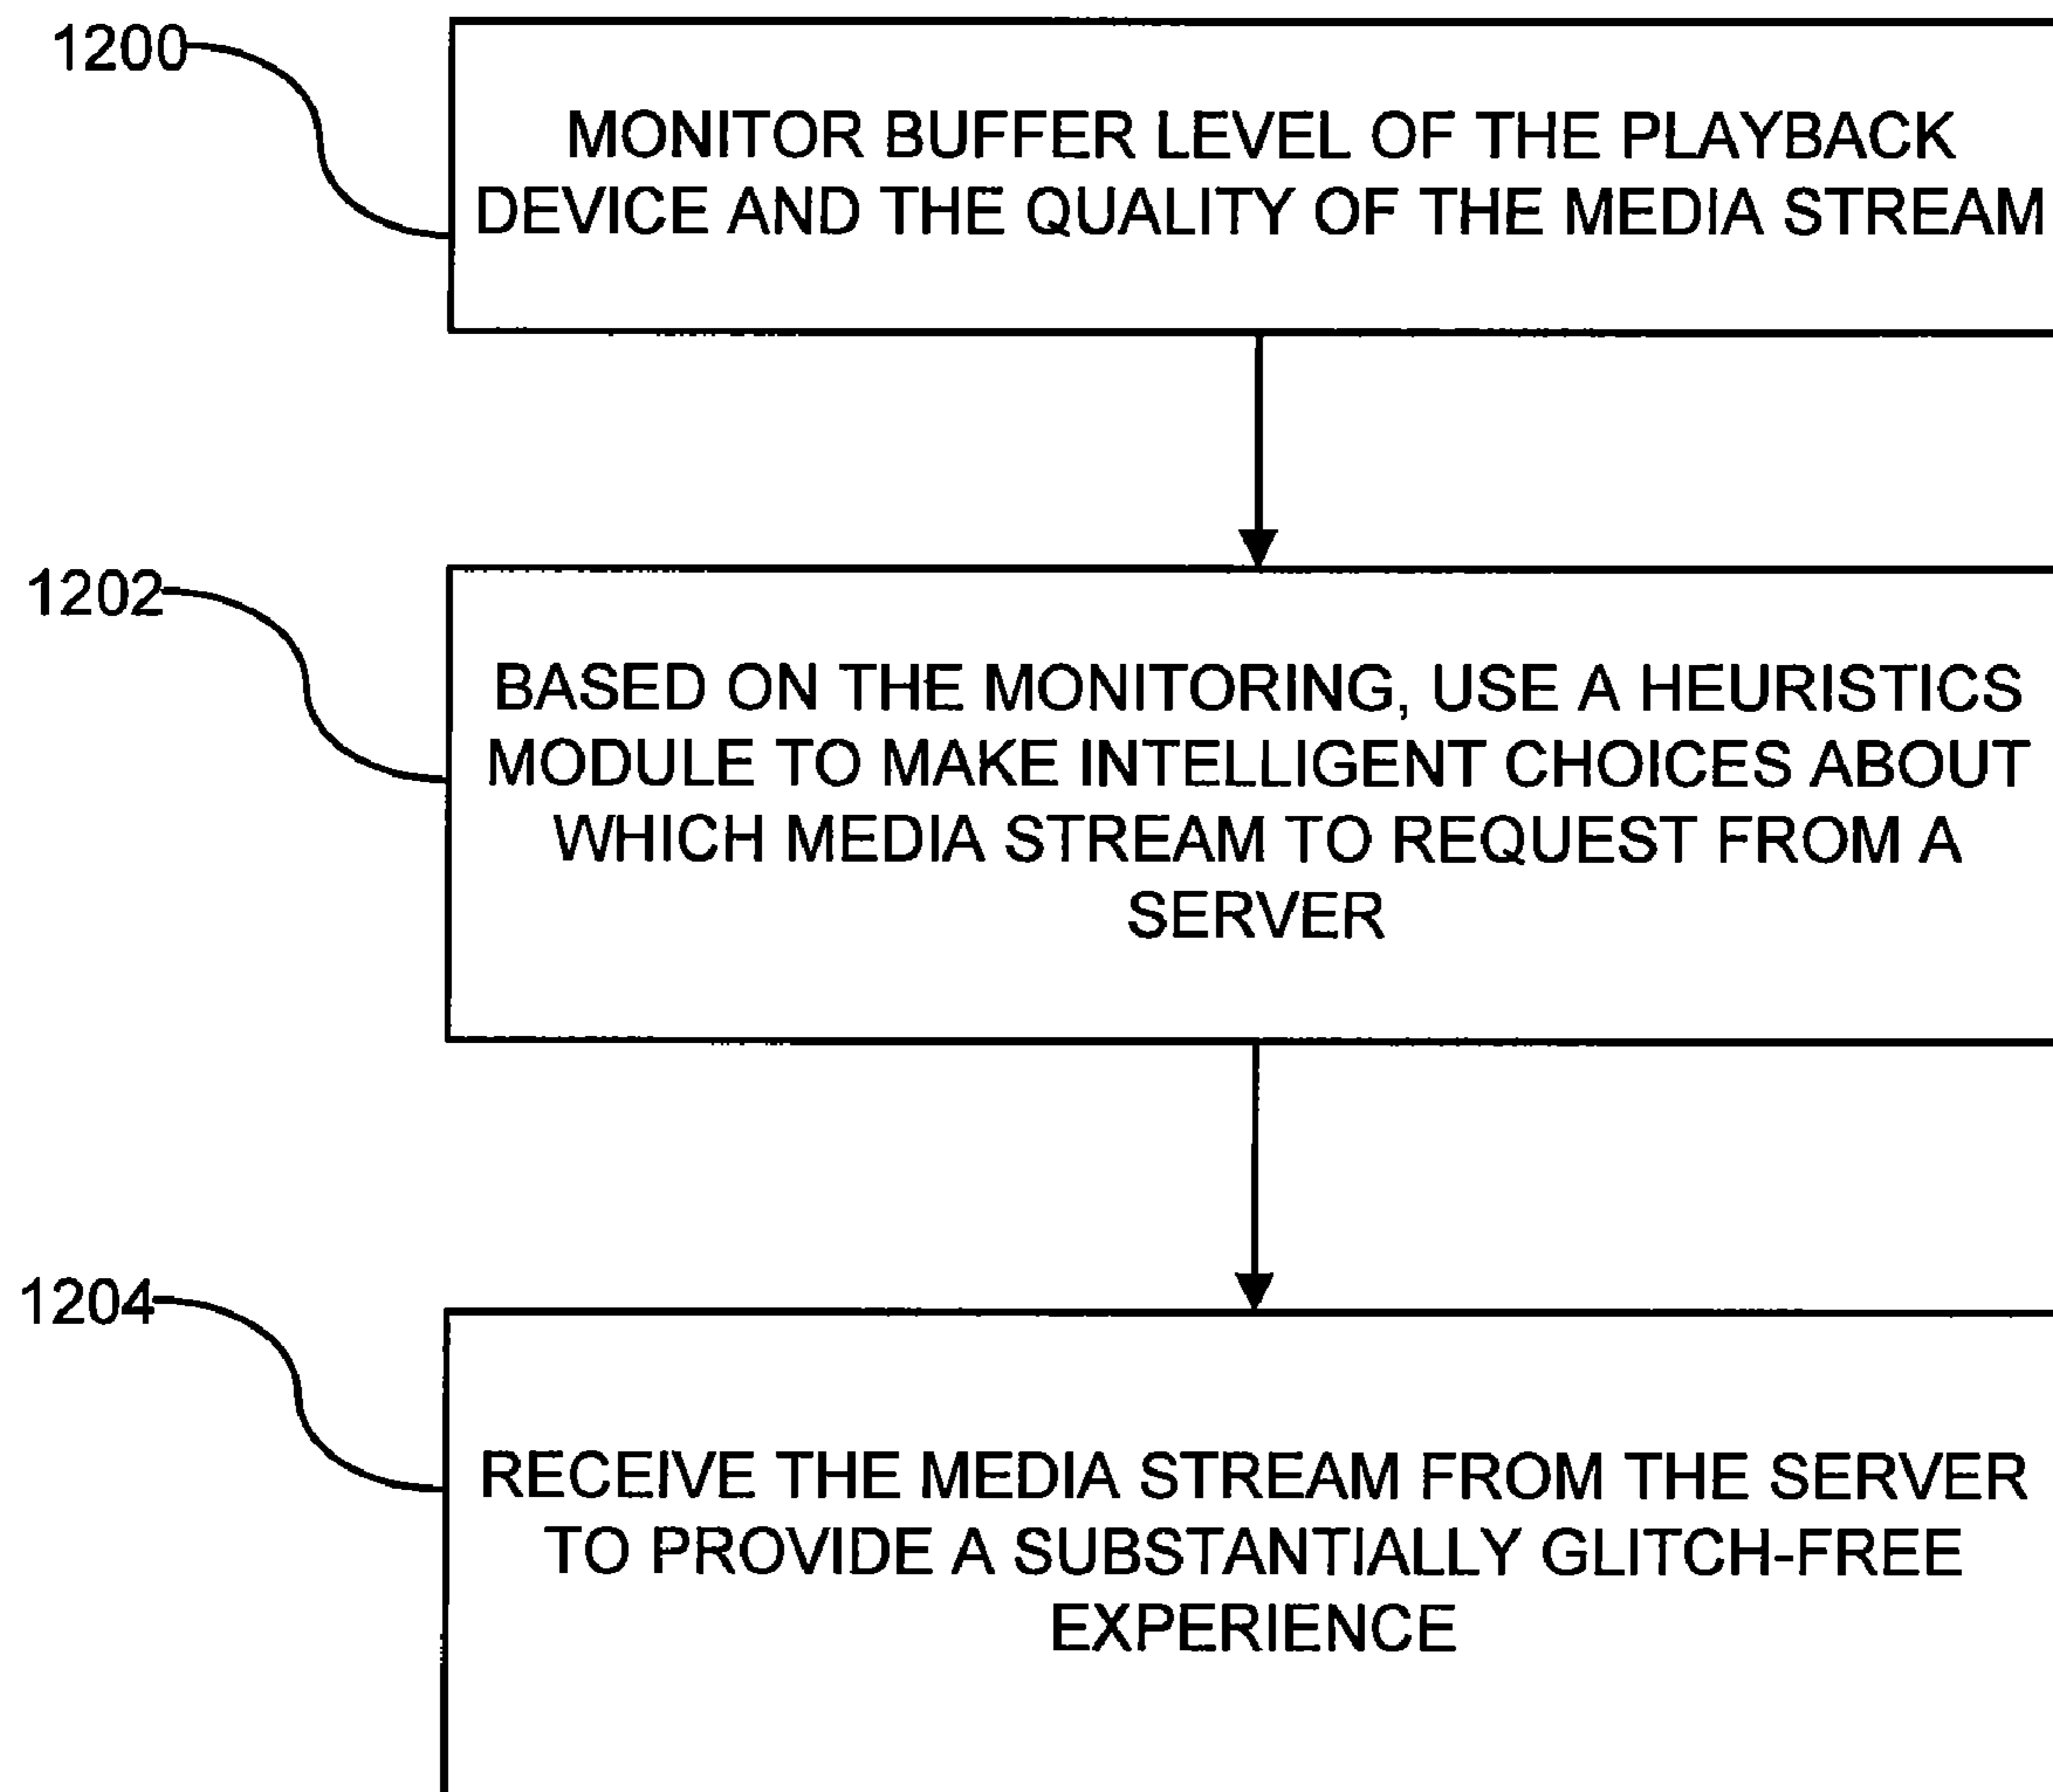 1200
MONITOR BUFFER LEVEL OF THE PLAYBACK
DEVICE AND THE QUALITY OF THE MEDIA STREAM
1202
BASED ON THE MONITORING, USE A HEURISTICS
MODULE TO MAKE INTELLIGENT CHOICES ABOUT
WHICH MEDIA STREAM TO REQUEST FROM A
SERVER
1204
RECEIVE THE MEDIA STREAM FROM THE SERVER
TO PROVIDE A SUBSTANTIALLY GLITCH-FREE
EXPERIENCE